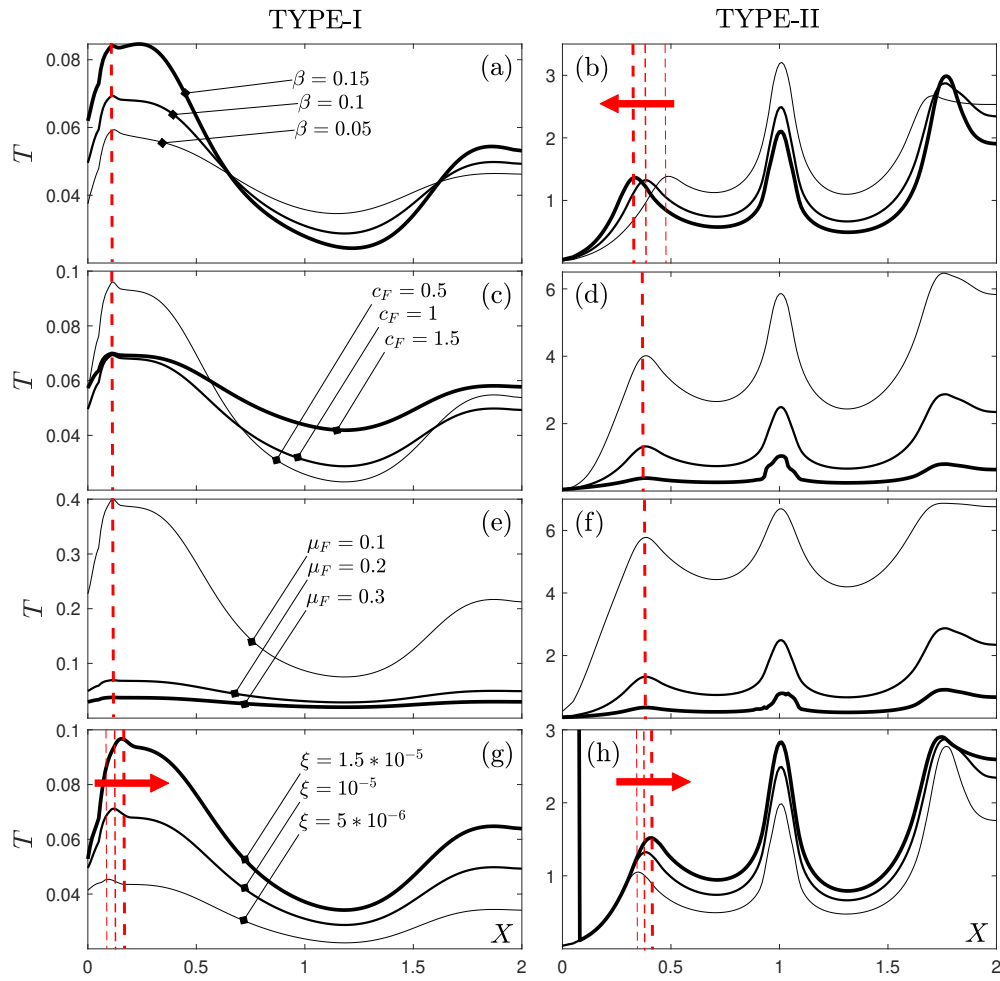 TYPE-I TYPE-II
0.08 (a) 3 (b)
β = 0.15
β = 0.1
β = 0.05
T 0.06 2
0.04 1
0.1 (c) 6 (d)
c_F = 0.5
c_F = 1
c_F = 1.5
0.08
T 0.06 4
0.04 2
0.4 (e) 6 (f)
μ_F = 0.1
μ_F = 0.2
μ_F = 0.3
0.3
T 0.2 4
0.1 2
0.1 (g) 3 (h)
ξ = 1.5 * 10⁻⁵
ξ = 10⁻⁵
ξ = 5 * 10⁻⁶
0.08 2
T 0.06
0.04 1
X X
0 0.5 1 1.5 2 0 0.5 1 1.5 2